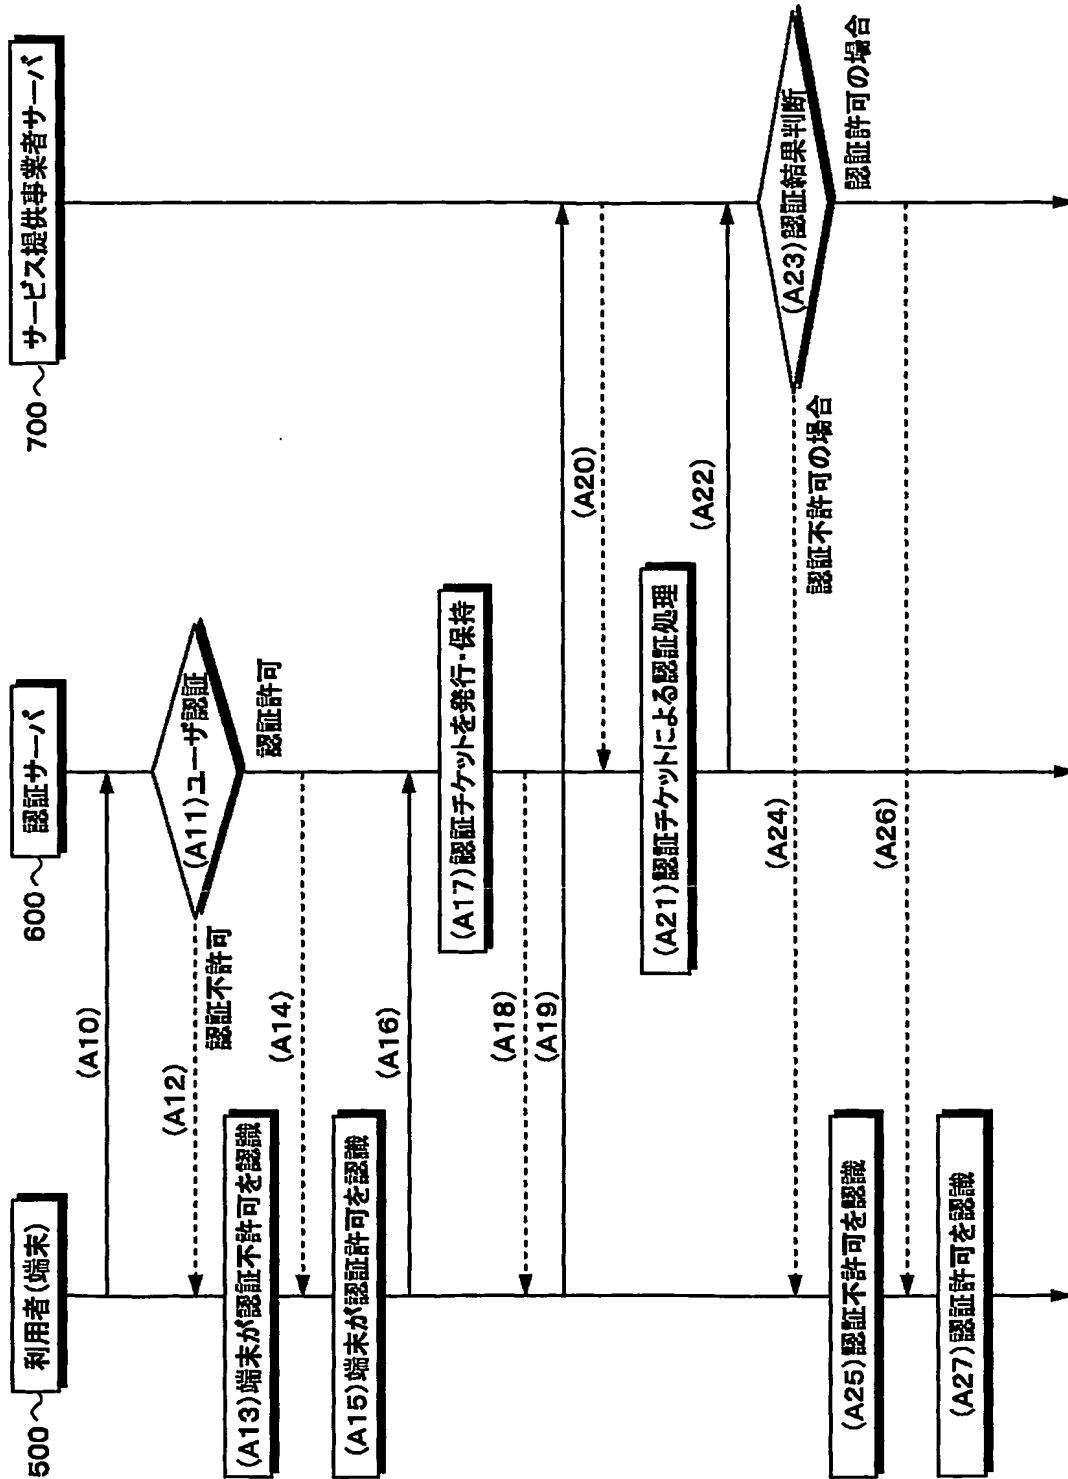 500 利用者(端末)
600 認証サーバ
700 サービス提供事業者サーバ
(A10)
(A11)ユーザ認証
(A12)
認証不許可
認証許可
(A13)端末が認証不許可を認識
(A14)
(A15)端末が認証許可を認識
(A16)
(A17)認証チケットを発行・保持
(A18)
(A19)
(A20)
(A21)認証チケットによる認証処理
(A22)
(A23)認証結果判断
(A24)
認証不許可の場合
認証許可の場合
(A25)認証不許可を認識
(A26)
(A27)認証許可を認識